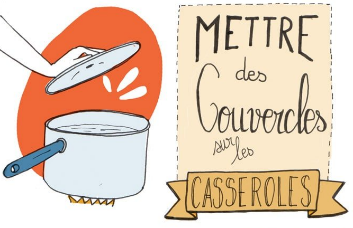 METTRE
des
Couvercles
sur les
CASSEROLES